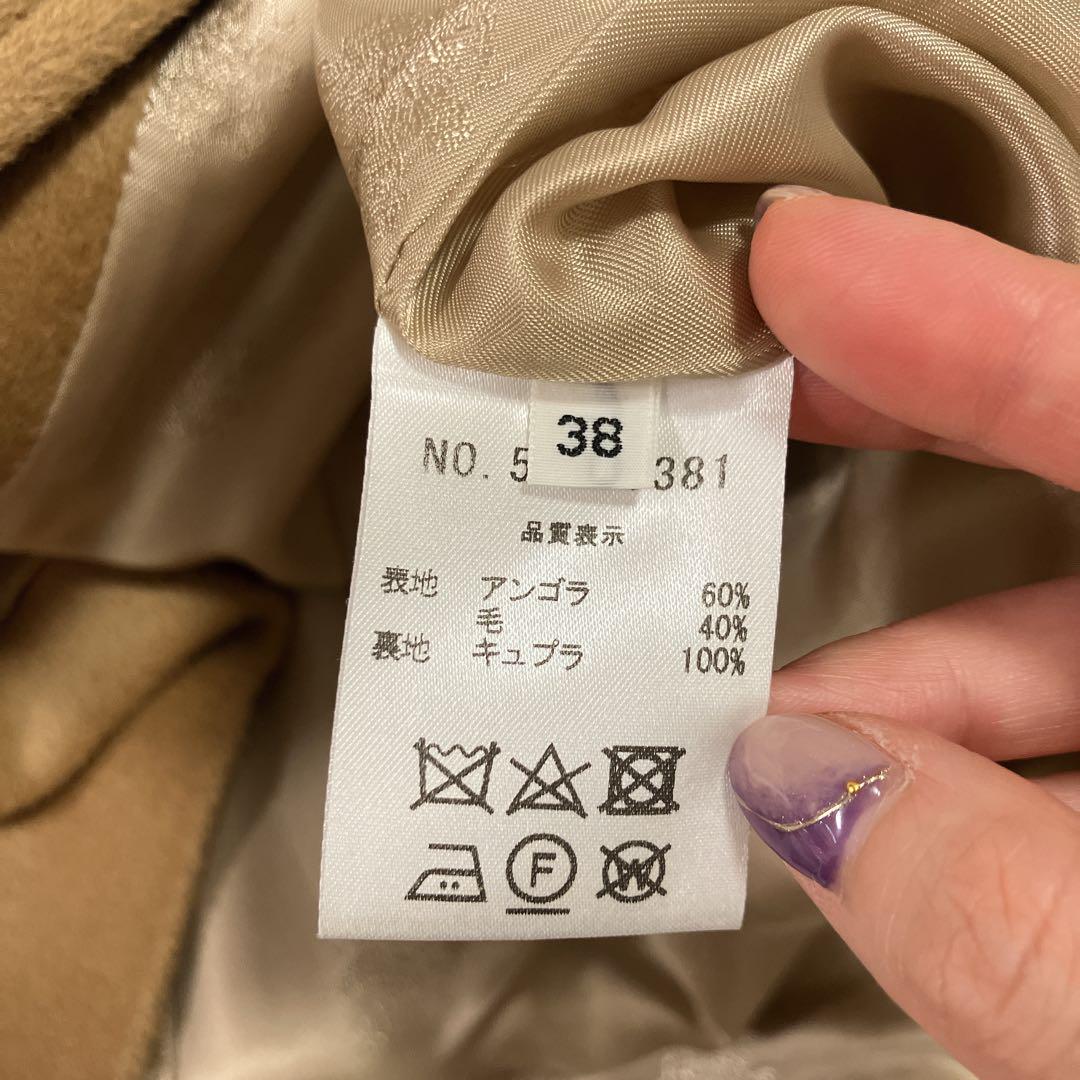 38
NO. 5 381
品質表示
表地 アンゴラ 60%
毛 40%
裏地 キュプラ 100%
F W